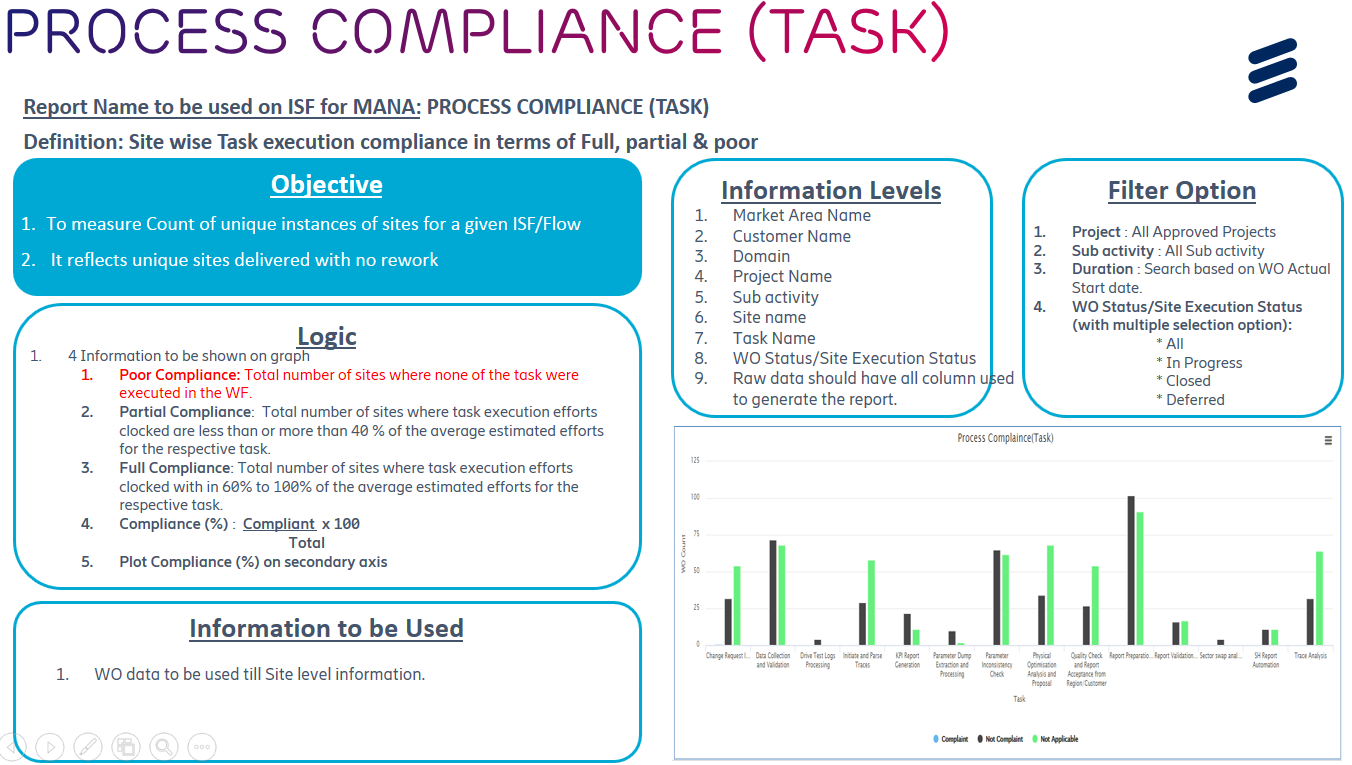 PROCESS COMPLIANCE (TASK)
Report Name to be used on ISF for MANA: PROCESS COMPLIANCE (TASK)
Definition: Site wise Task execution compliance in terms of Full, partial & poor
Objective
1. To measure Count of unique instances of sites for a given ISF/Flow
2. It reflects unique sites delivered with no rework
Logic
1. 4 Information to be shown on graph
1. Poor Compliance: Total number of sites where none of the task were
executed in the WF.
2. Partial Compliance: Total number of sites where task execution efforts
clocked are less than or more than 40 % of the average estimated efforts
for the respective task.
3. Full Compliance: Total number of sites where task execution efforts
clocked with in 60% to 100% of the average estimated efforts for the
respective task.
4. Compliance (%) : Compliant x 100
Total
5. Plot Compliance (%) on secondary axis
Information to be Used
1. WO data to be used till Site level information.
Information Levels
1. Market Area Name
2. Customer Name
3. Domain
4. Project Name
5. Sub activity
6. Site name
7. Task Name
8. WO Status/Site Execution Status
9. Raw data should have all column used
to generate the report.
Filter Option
1. Project : All Approved Projects
2. Sub activity : All Sub activity
3. Duration : Search based on WO Actual
Start date.
4. WO Status/Site Execution Status
(with multiple selection option):
* All
* In Progress
* Closed
* Deferred
Process Complaince(Task)
125
100
75
50
25
0
WO Count
Change Request I...
Data Collection
and Validation
Drive Test Logs
Processing
Initiate and Parse
Traces
KPI Report
Generation
Parameter Dump
Extraction and
Processing
Parameter
Inconsistency
Check
Physical
Optimisation
Analysis and
Proposal
Quality Check
and Report
Acceptance from
Region/Customer
Report Preparatio...
Report Validation...
Sector swap anal...
SH Report
Automation
Trace Analysis
Task
Complaint
Not Complaint
Not Applicable